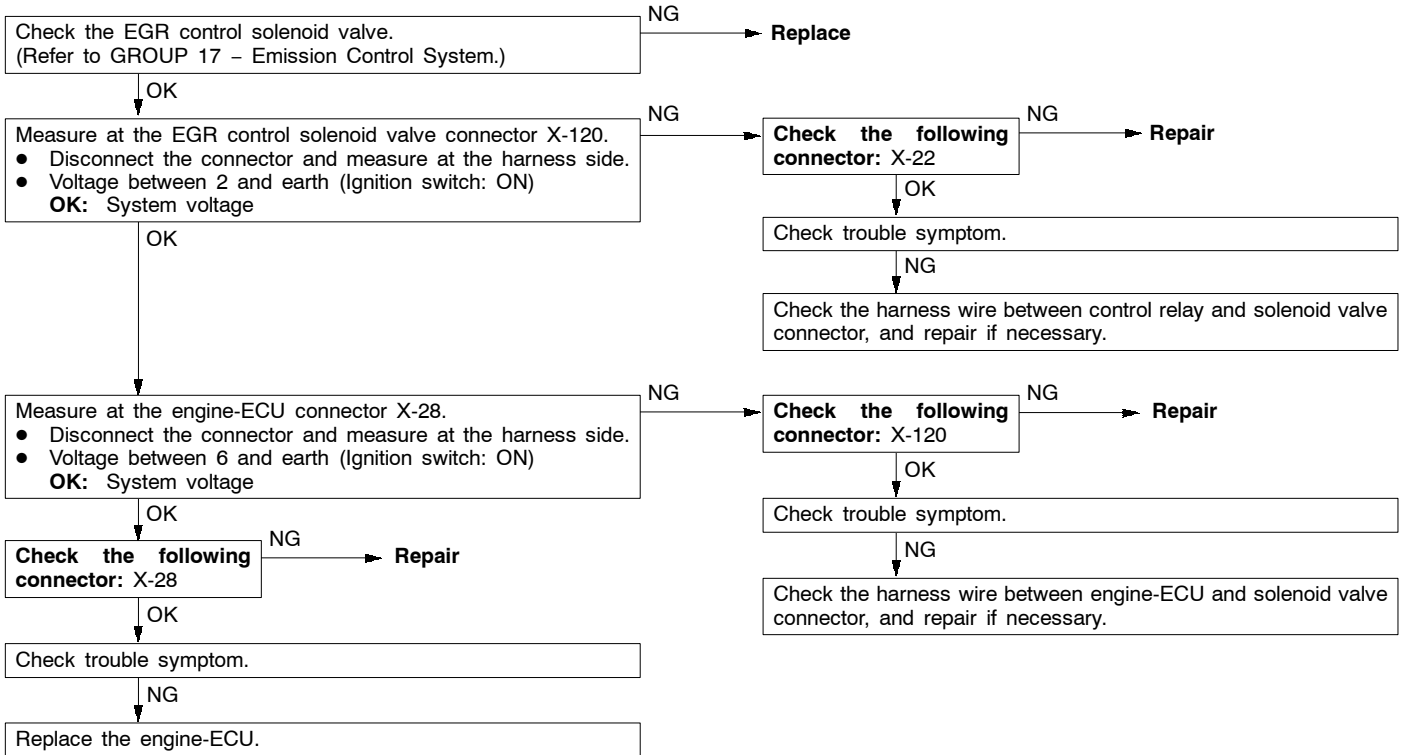 Check the EGR control solenoid valve.
(Refer to GROUP 17 – Emission Control System.)
NG
Replace
OK
Measure at the EGR control solenoid valve connector X-120.
● Disconnect the connector and measure at the harness side.
● Voltage between 2 and earth (Ignition switch: ON)
OK: System voltage
NG
Check the following
connector: X-22
NG
Repair
OK
Check trouble symptom.
NG
Check the harness wire between control relay and solenoid valve
connector, and repair if necessary.
OK
Measure at the engine-ECU connector X-28.
● Disconnect the connector and measure at the harness side.
● Voltage between 6 and earth (Ignition switch: ON)
OK: System voltage
NG
Check the following
connector: X-120
NG
Repair
OK
Check trouble symptom.
NG
Check the harness wire between engine-ECU and solenoid valve
connector, and repair if necessary.
OK
Check the following
connector: X-28
NG
Repair
OK
Check trouble symptom.
NG
Replace the engine-ECU.